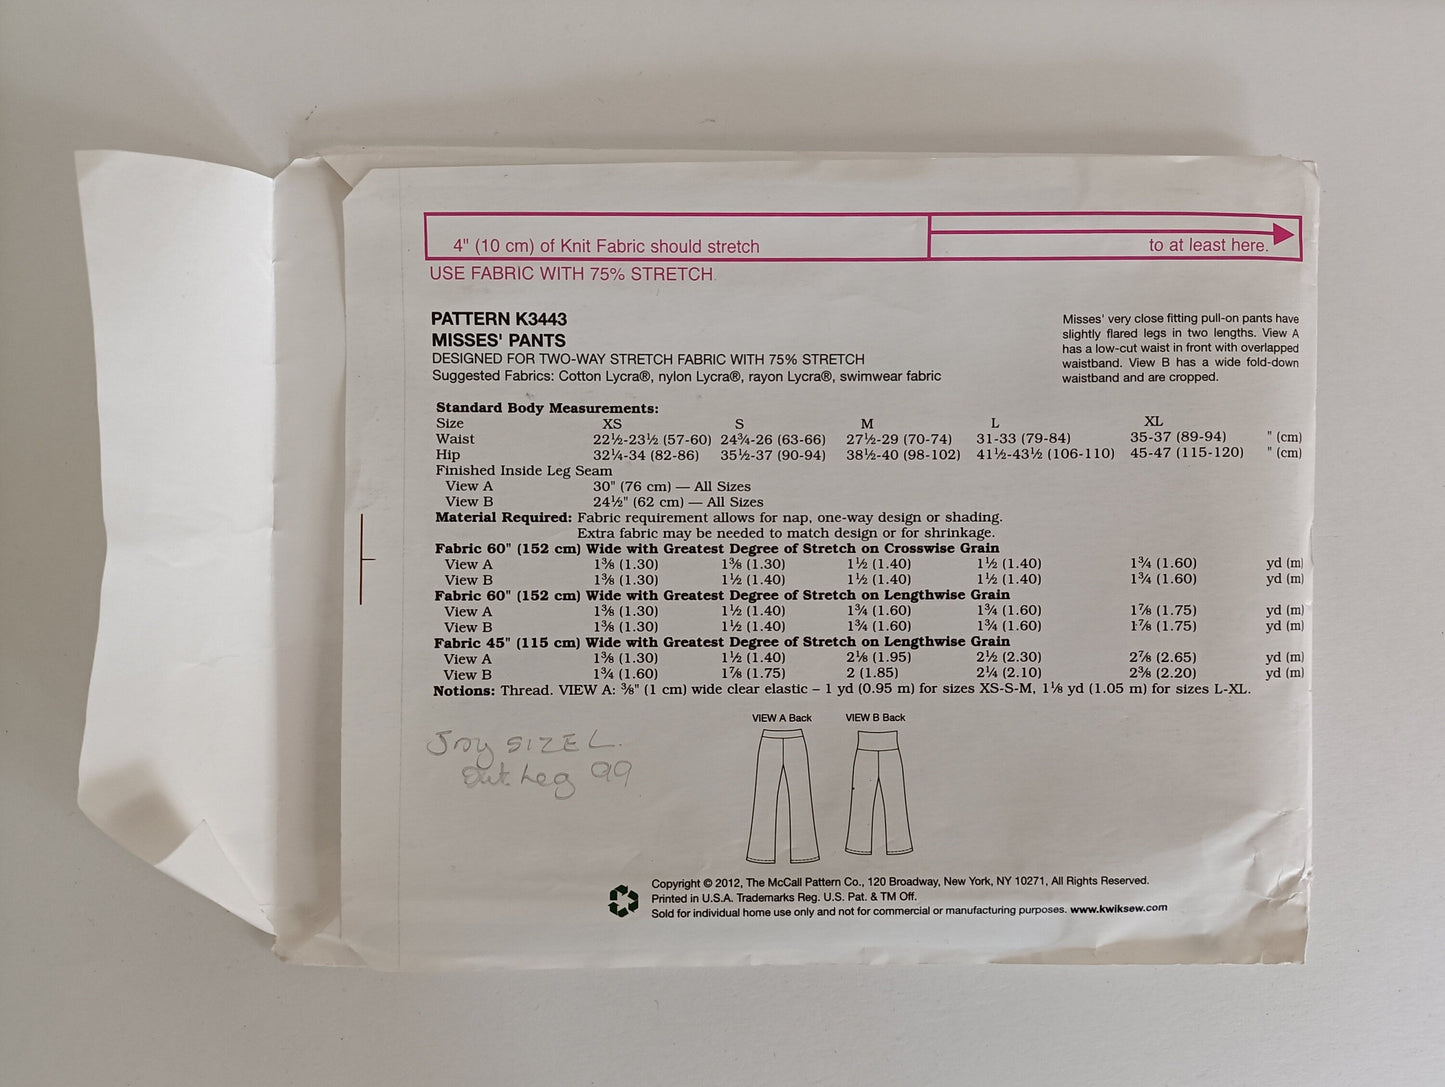 4" (10 cm) of Knit Fabric should stretch to at least here.
USE FABRIC WITH 75% STRETCH.
PATTERN K3443
MISSES' PANTS
DESIGNED FOR TWO-WAY STRETCH FABRIC WITH 75% STRETCH
Suggested Fabrics: Cotton Lycra®, nylon Lycra®, rayon Lycra®, swimwear fabric
Misses' very close fitting pull-on pants have
slightly flared legs in two lengths. View A
has a low-cut waist in front with overlapped
waistband. View B has a wide fold-down
waistband and are cropped.
Standard Body Measurements:
Size XS S M L XL
Waist 22½-23½ (57-60) 24¾-26 (63-66) 27½-29 (70-74) 31-33 (79-84) 35-37 (89-94) " (cm)
Hip 32¼-34 (82-86) 35½-37 (90-94) 38½-40 (98-102) 41½-43½ (106-110) 45-47 (115-120) " (cm)
Finished Inside Leg Seam
View A 30" (76 cm) — All Sizes
View B 24½" (62 cm) — All Sizes
Material Required: Fabric requirement allows for nap, one-way design or shading.
Extra fabric may be needed to match design or for shrinkage.
Fabric 60" (152 cm) Wide with Greatest Degree of Stretch on Crosswise Grain
View A 1⅜ (1.30) 1⅜ (1.30) 1½ (1.40) 1½ (1.40) 1¾ (1.60) yd (m)
View B 1⅜ (1.30) 1½ (1.40) 1½ (1.40) 1½ (1.40) 1¾ (1.60) yd (m)
Fabric 60" (152 cm) Wide with Greatest Degree of Stretch on Lengthwise Grain
View A 1⅜ (1.30) 1½ (1.40) 1¾ (1.60) 1¾ (1.60) 1⅞ (1.75) yd (m)
View B 1⅜ (1.30) 1½ (1.40) 1¾ (1.60) 1¾ (1.60) 1⅞ (1.75) yd (m)
Fabric 45" (115 cm) Wide with Greatest Degree of Stretch on Lengthwise Grain
View A 1⅜ (1.30) 1½ (1.40) 2⅛ (1.95) 2½ (2.30) 2⅞ (2.65) yd (m)
View B 1¾ (1.60) 1⅞ (1.75) 2 (1.85) 2¼ (2.10) 2⅜ (2.20) yd (m)
Notions: Thread. VIEW A: ⅜" (1 cm) wide clear elastic – 1 yd (0.95 m) for sizes XS-S-M, 1⅛ yd (1.05 m) for sizes L-XL.
VIEW A Back VIEW B Back
Joy SIZE L.
Out Leg 99
Copyright © 2012, The McCall Pattern Co., 120 Broadway, New York, NY 10271, All Rights Reserved.
Printed in U.S.A. Trademarks Reg. U.S. Pat. & TM Off.
Sold for individual home use only and not for commercial or manufacturing purposes. www.kwiksew.com